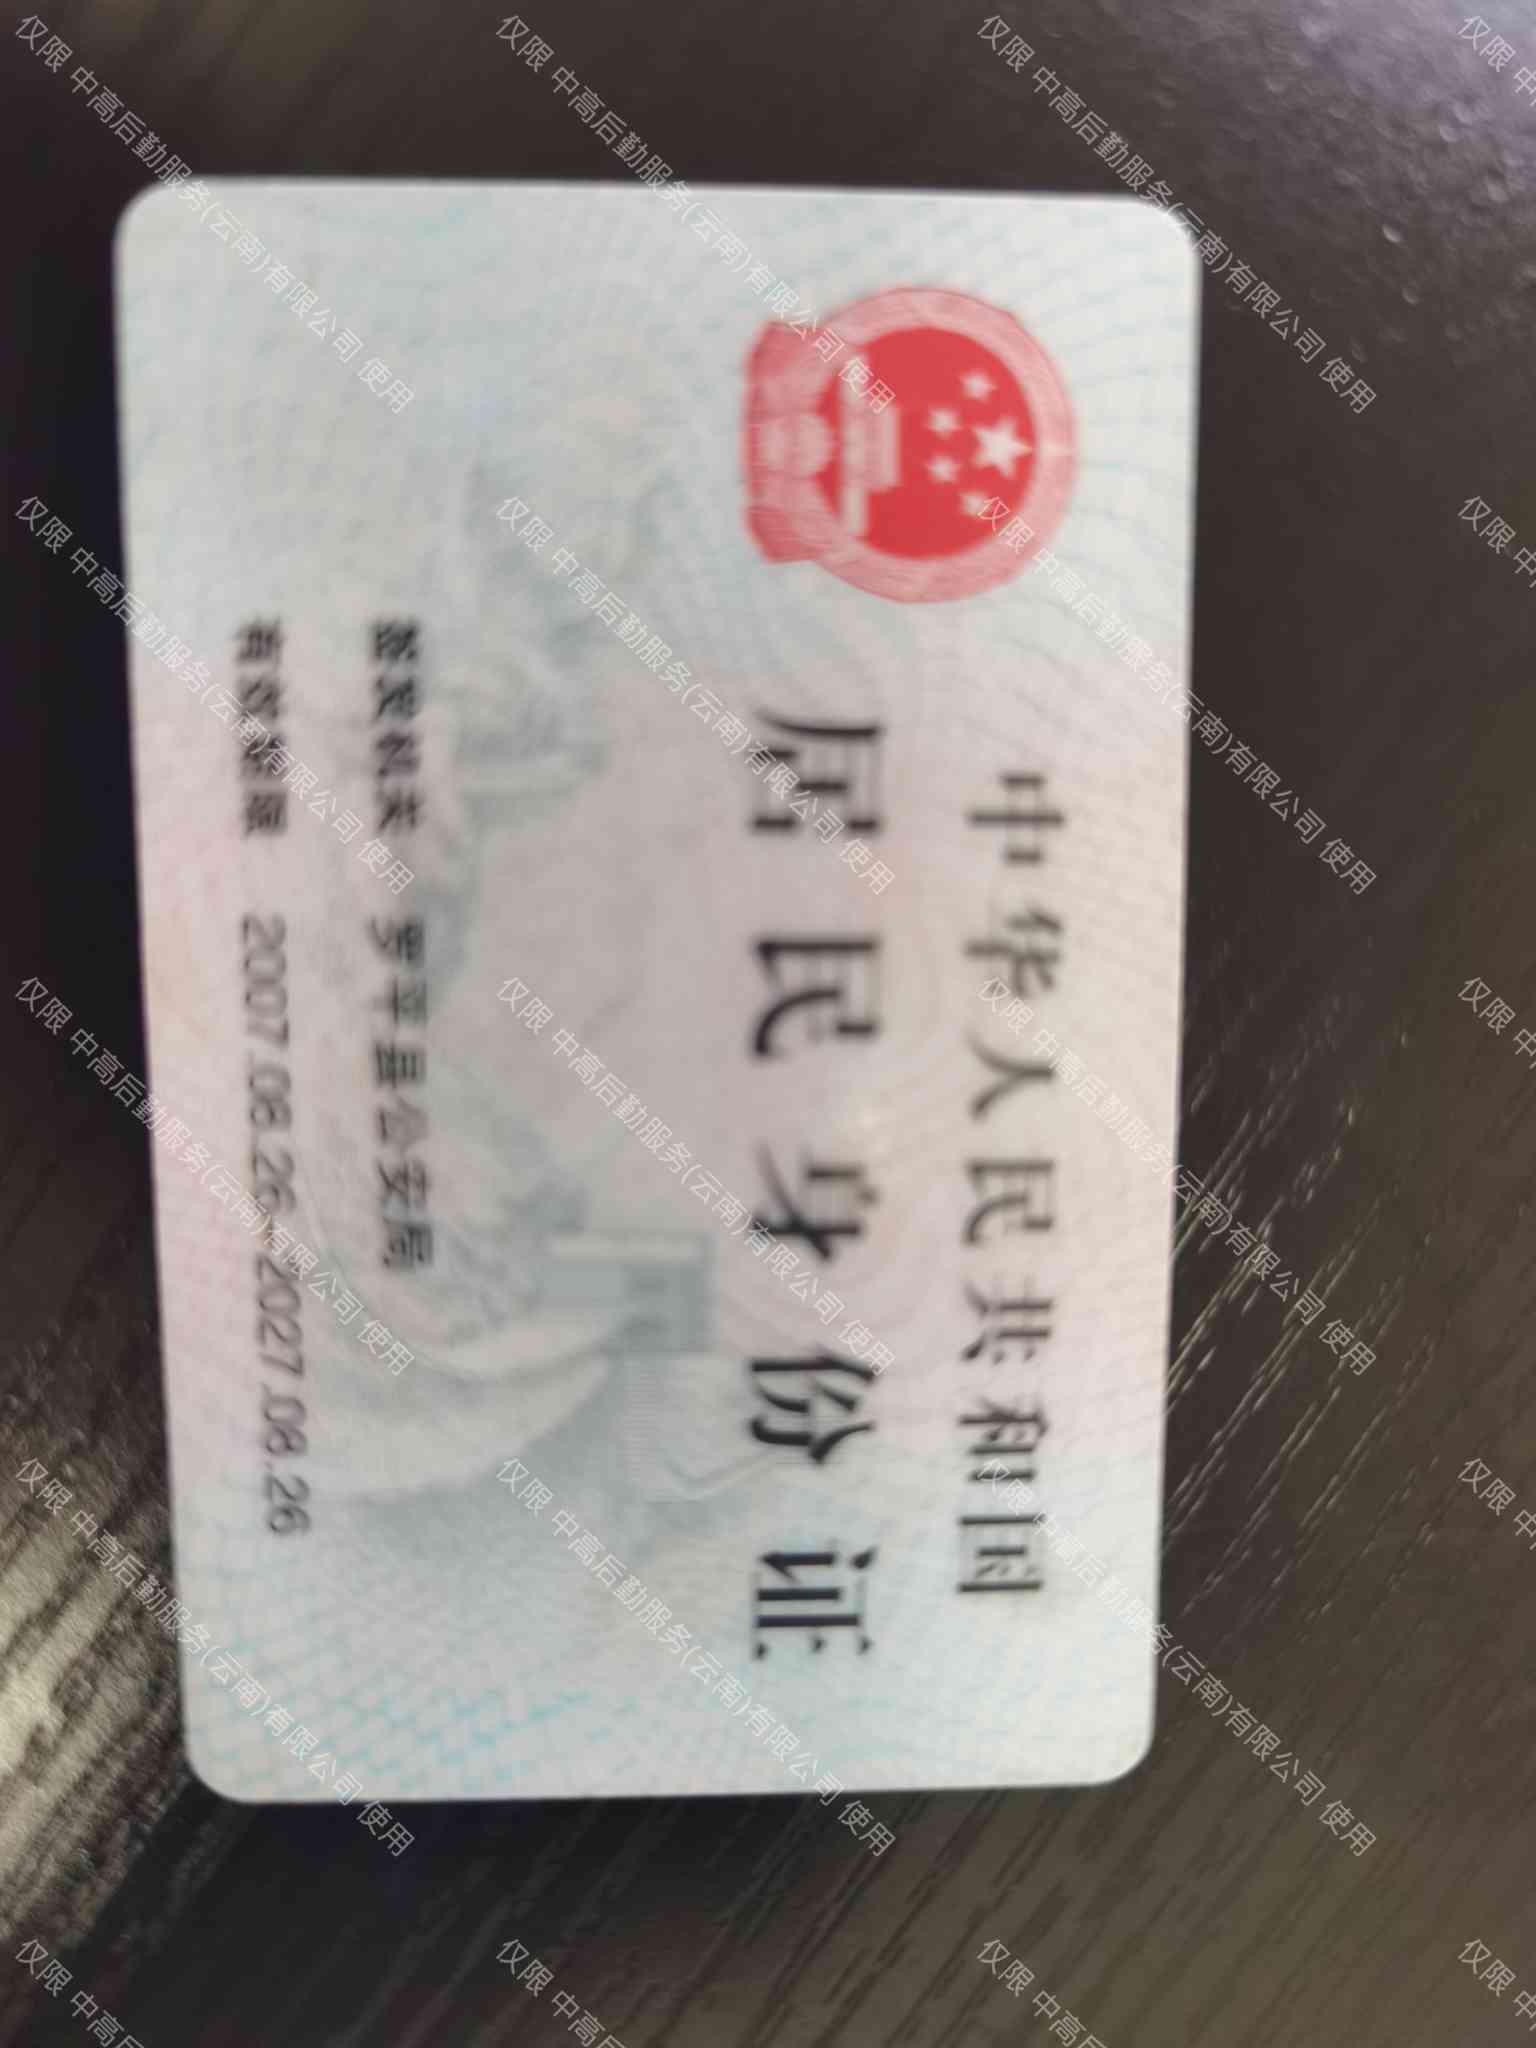 中华人民共和国
居民身份证
签发机关 罗平县公安局
有效期限 2007.08.26-2027.08.26
仅限 中高后勤服务(云南)有限公司 使用